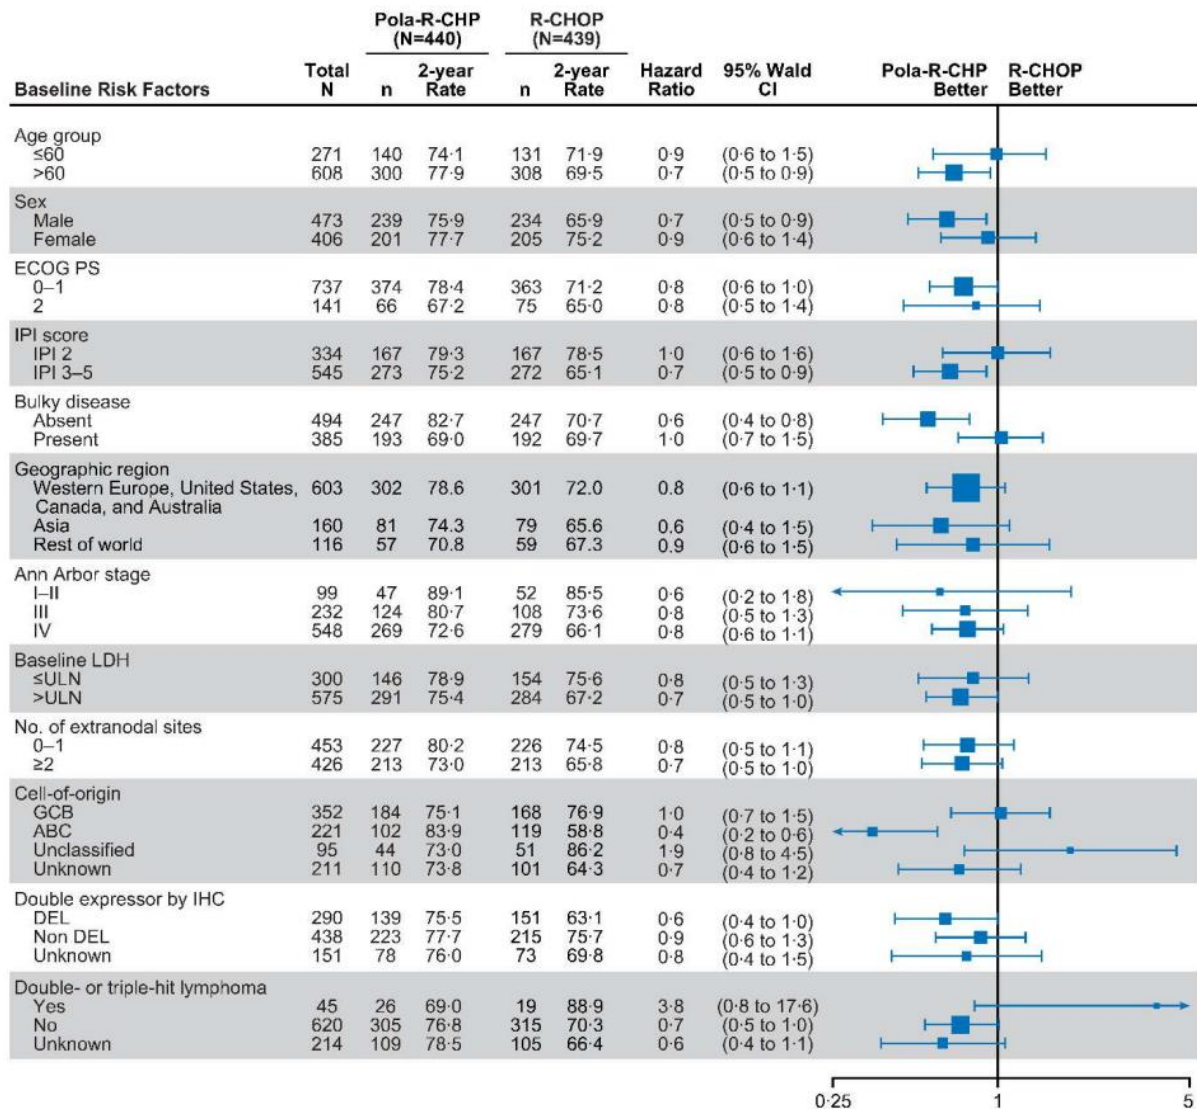 Pola-R-CHP R-CHOP
(N=440) (N=439)
Total 2-year 2-year Hazard 95% Wald Pola-R-CHP R-CHOP
Baseline Risk Factors N n Rate n Rate Ratio CI Better Better
Age group
≤60 271 140 74·1 131 71·9 0·9 (0·6 to 1·5)
>60 608 300 77·9 308 69·5 0·7 (0·5 to 0·9)
Sex
Male 473 239 75·9 234 65·9 0·7 (0·5 to 0·9)
Female 406 201 77·7 205 75·2 0·9 (0·6 to 1·4)
ECOG PS
0–1 737 374 78·4 363 71·2 0·8 (0·6 to 1·0)
2 141 66 67·2 75 65·0 0·8 (0·5 to 1·4)
IPI score
IPI 2 334 167 79·3 167 78·5 1·0 (0·6 to 1·6)
IPI 3–5 545 273 75·2 272 65·1 0·7 (0·5 to 0·9)
Bulky disease
Absent 494 247 82·7 247 70·7 0·6 (0·4 to 0·8)
Present 385 193 69·0 192 69·7 1·0 (0·7 to 1·5)
Geographic region
Western Europe, United States, 603 302 78·6 301 72·0 0·8 (0·6 to 1·1)
Canada, and Australia
Asia 160 81 74·3 79 65·6 0·6 (0·4 to 1·5)
Rest of world 116 57 70·8 59 67·3 0·9 (0·6 to 1·5)
Ann Arbor stage
I–II 99 47 89·1 52 85·5 0·6 (0·2 to 1·8)
III 232 124 80·7 108 73·6 0·8 (0·5 to 1·3)
IV 548 269 72·6 279 66·1 0·8 (0·6 to 1·1)
Baseline LDH
≤ULN 300 146 78·9 154 75·6 0·8 (0·5 to 1·3)
>ULN 575 291 75·4 284 67·2 0·7 (0·5 to 1·0)
No. of extranodal sites
0–1 453 227 80·2 226 74·5 0·8 (0·5 to 1·1)
≥2 426 213 73·0 213 65·8 0·7 (0·5 to 1·0)
Cell-of-origin
GCB 352 184 75·1 168 76·9 1·0 (0·7 to 1·5)
ABC 221 102 83·9 119 58·8 0·4 (0·2 to 0·6)
Unclassified 95 44 73·0 51 86·2 1·9 (0·8 to 4·5)
Unknown 211 110 73·8 101 64·3 0·7 (0·4 to 1·2)
Double expressor by IHC
DEL 290 139 75·5 151 63·1 0·6 (0·4 to 1·0)
Non DEL 438 223 77·7 215 75·7 0·9 (0·6 to 1·3)
Unknown 151 78 76·0 73 69·8 0·8 (0·4 to 1·5)
Double- or triple-hit lymphoma
Yes 45 26 69·0 19 88·9 3·8 (0·8 to 17·6)
No 620 305 76·8 315 70·3 0·7 (0·5 to 1·0)
Unknown 214 109 78·5 105 66·4 0·6 (0·4 to 1·1)
0·25 1 5